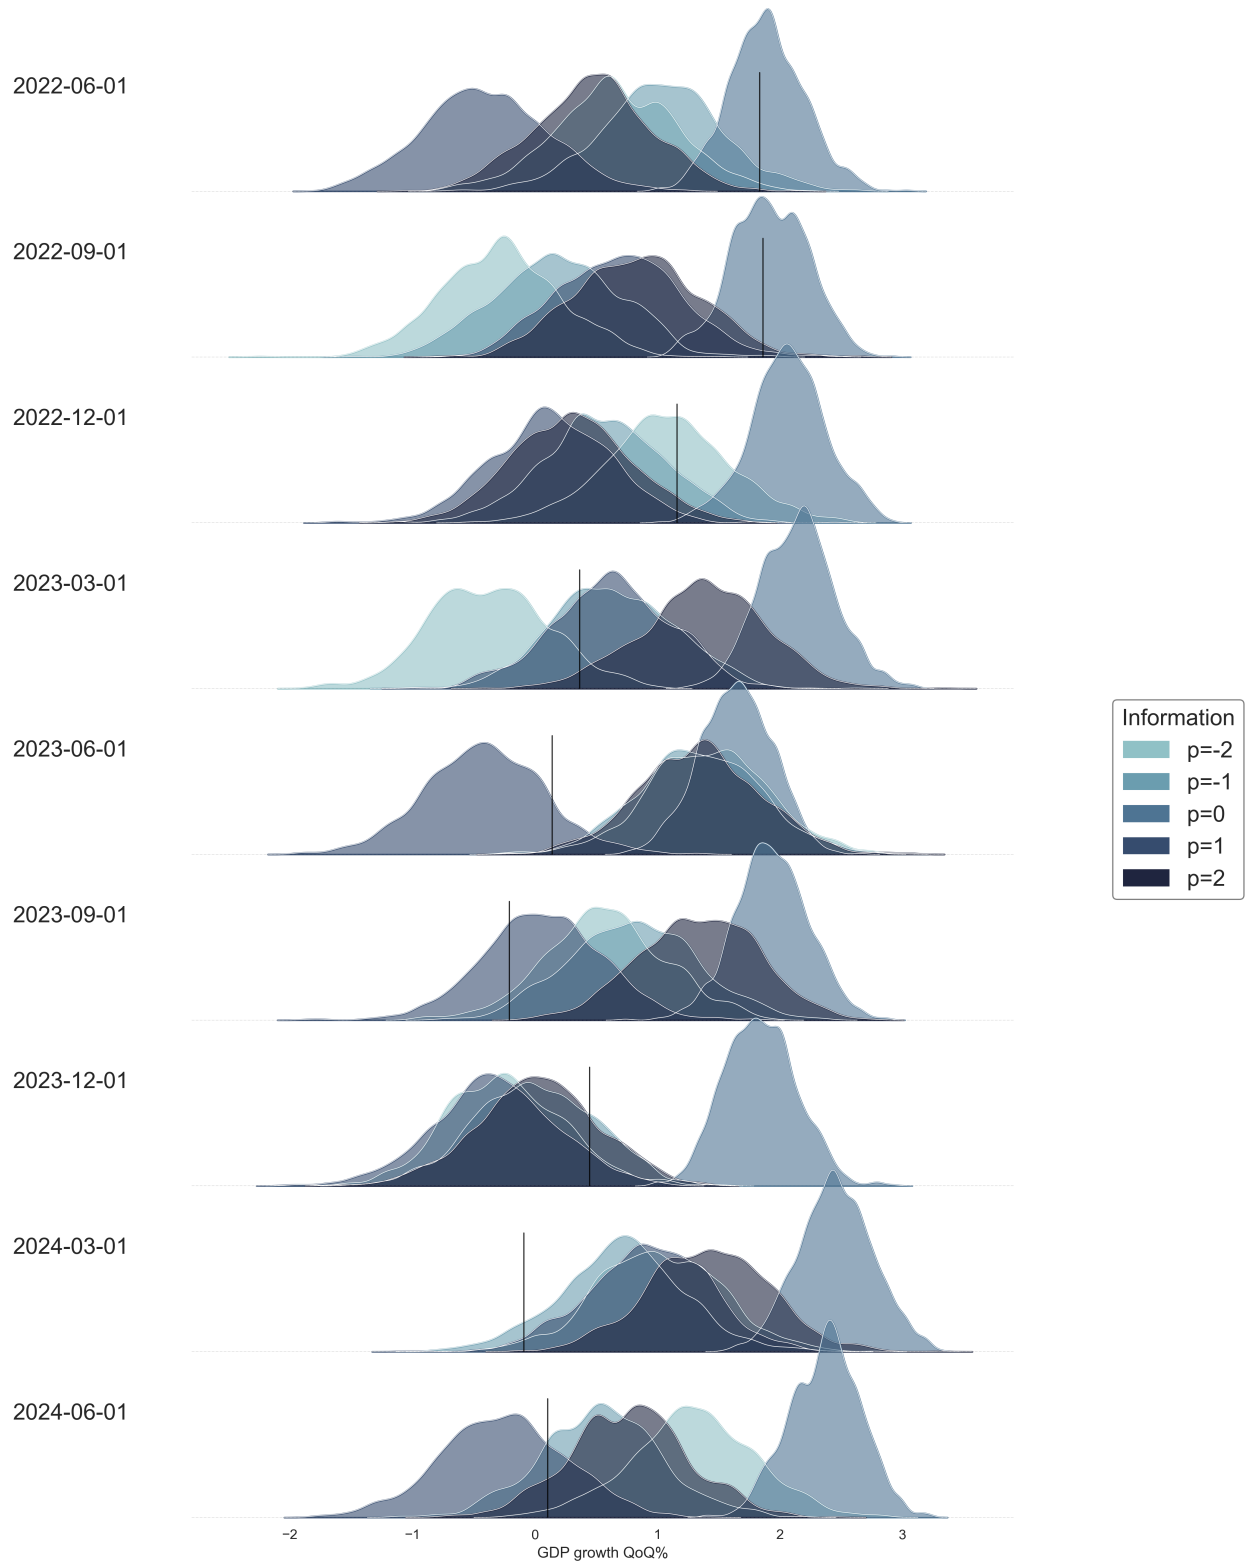 2022-06-01
2022-09-01
2022-12-01
2023-03-01
2023-06-01
2023-09-01
2023-12-01
2024-03-01
2024-06-01
Information
p=-2
p=-1
p=0
p=1
p=2
−2 −1 0 1 2 3
GDP growth QoQ%